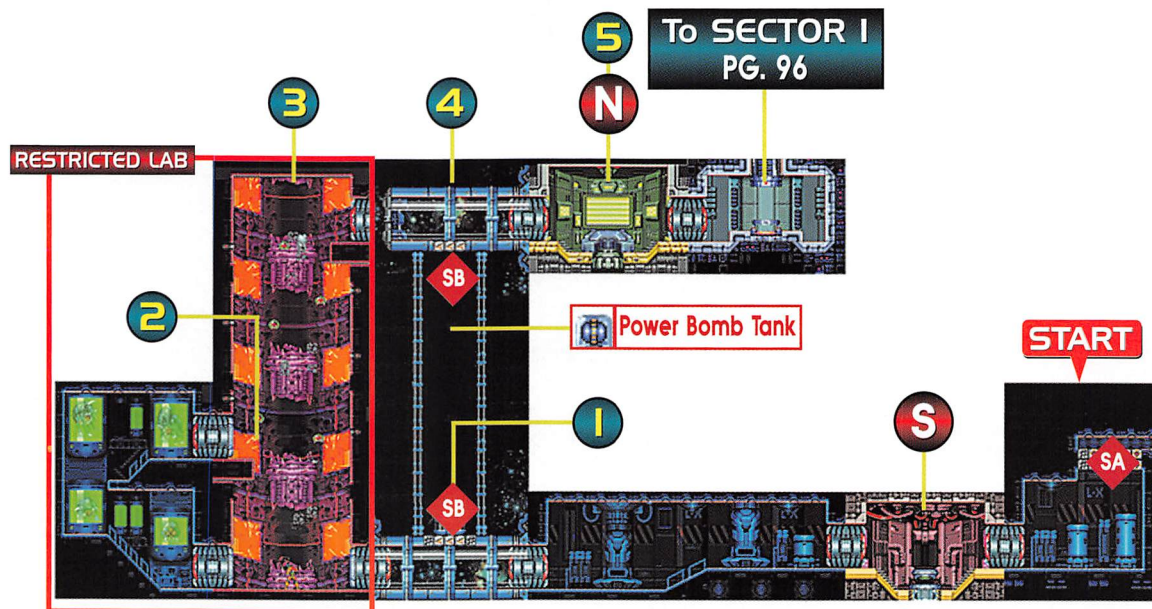 5
To SECTOR 1
PG. 96
3
4
N
RESTRICTED LAB
SB
2
Power Bomb Tank
START
1
S
SA
SB
L-X